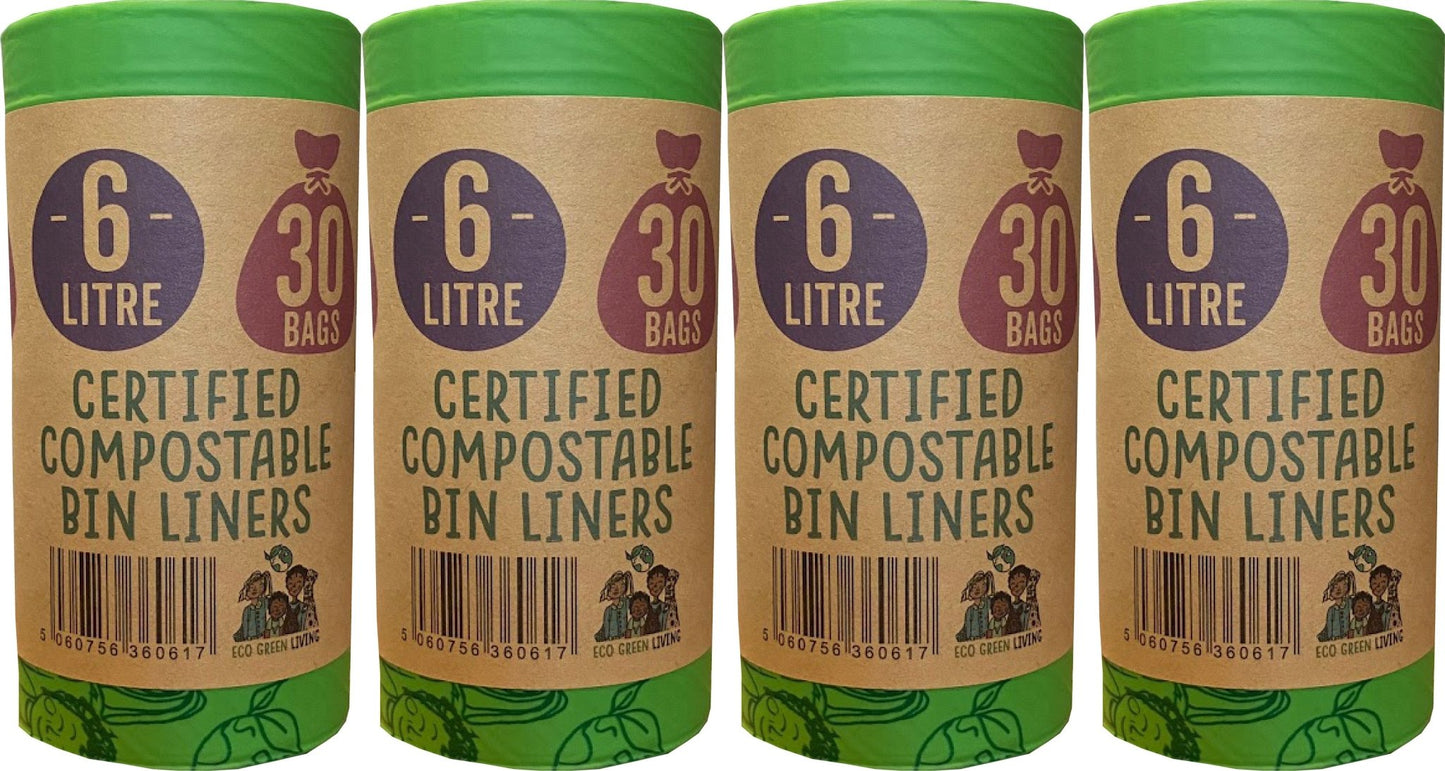 -6-
LITRE
30
BAGS
CERTIFIED
COMPOSTABLE
BIN LINERS
5 060756 360617
ECO GREEN LIVING
-6-
LITRE
30
BAGS
CERTIFIED
COMPOSTABLE
BIN LINERS
5 060756 360617
ECO GREEN LIVING
-6-
LITRE
30
BAGS
CERTIFIED
COMPOSTABLE
BIN LINERS
5 060756 360617
ECO GREEN LIVING
-6-
LITRE
30
BAGS
CERTIFIED
COMPOSTABLE
BIN LINERS
5 060756 360617
ECO GREEN LIVING